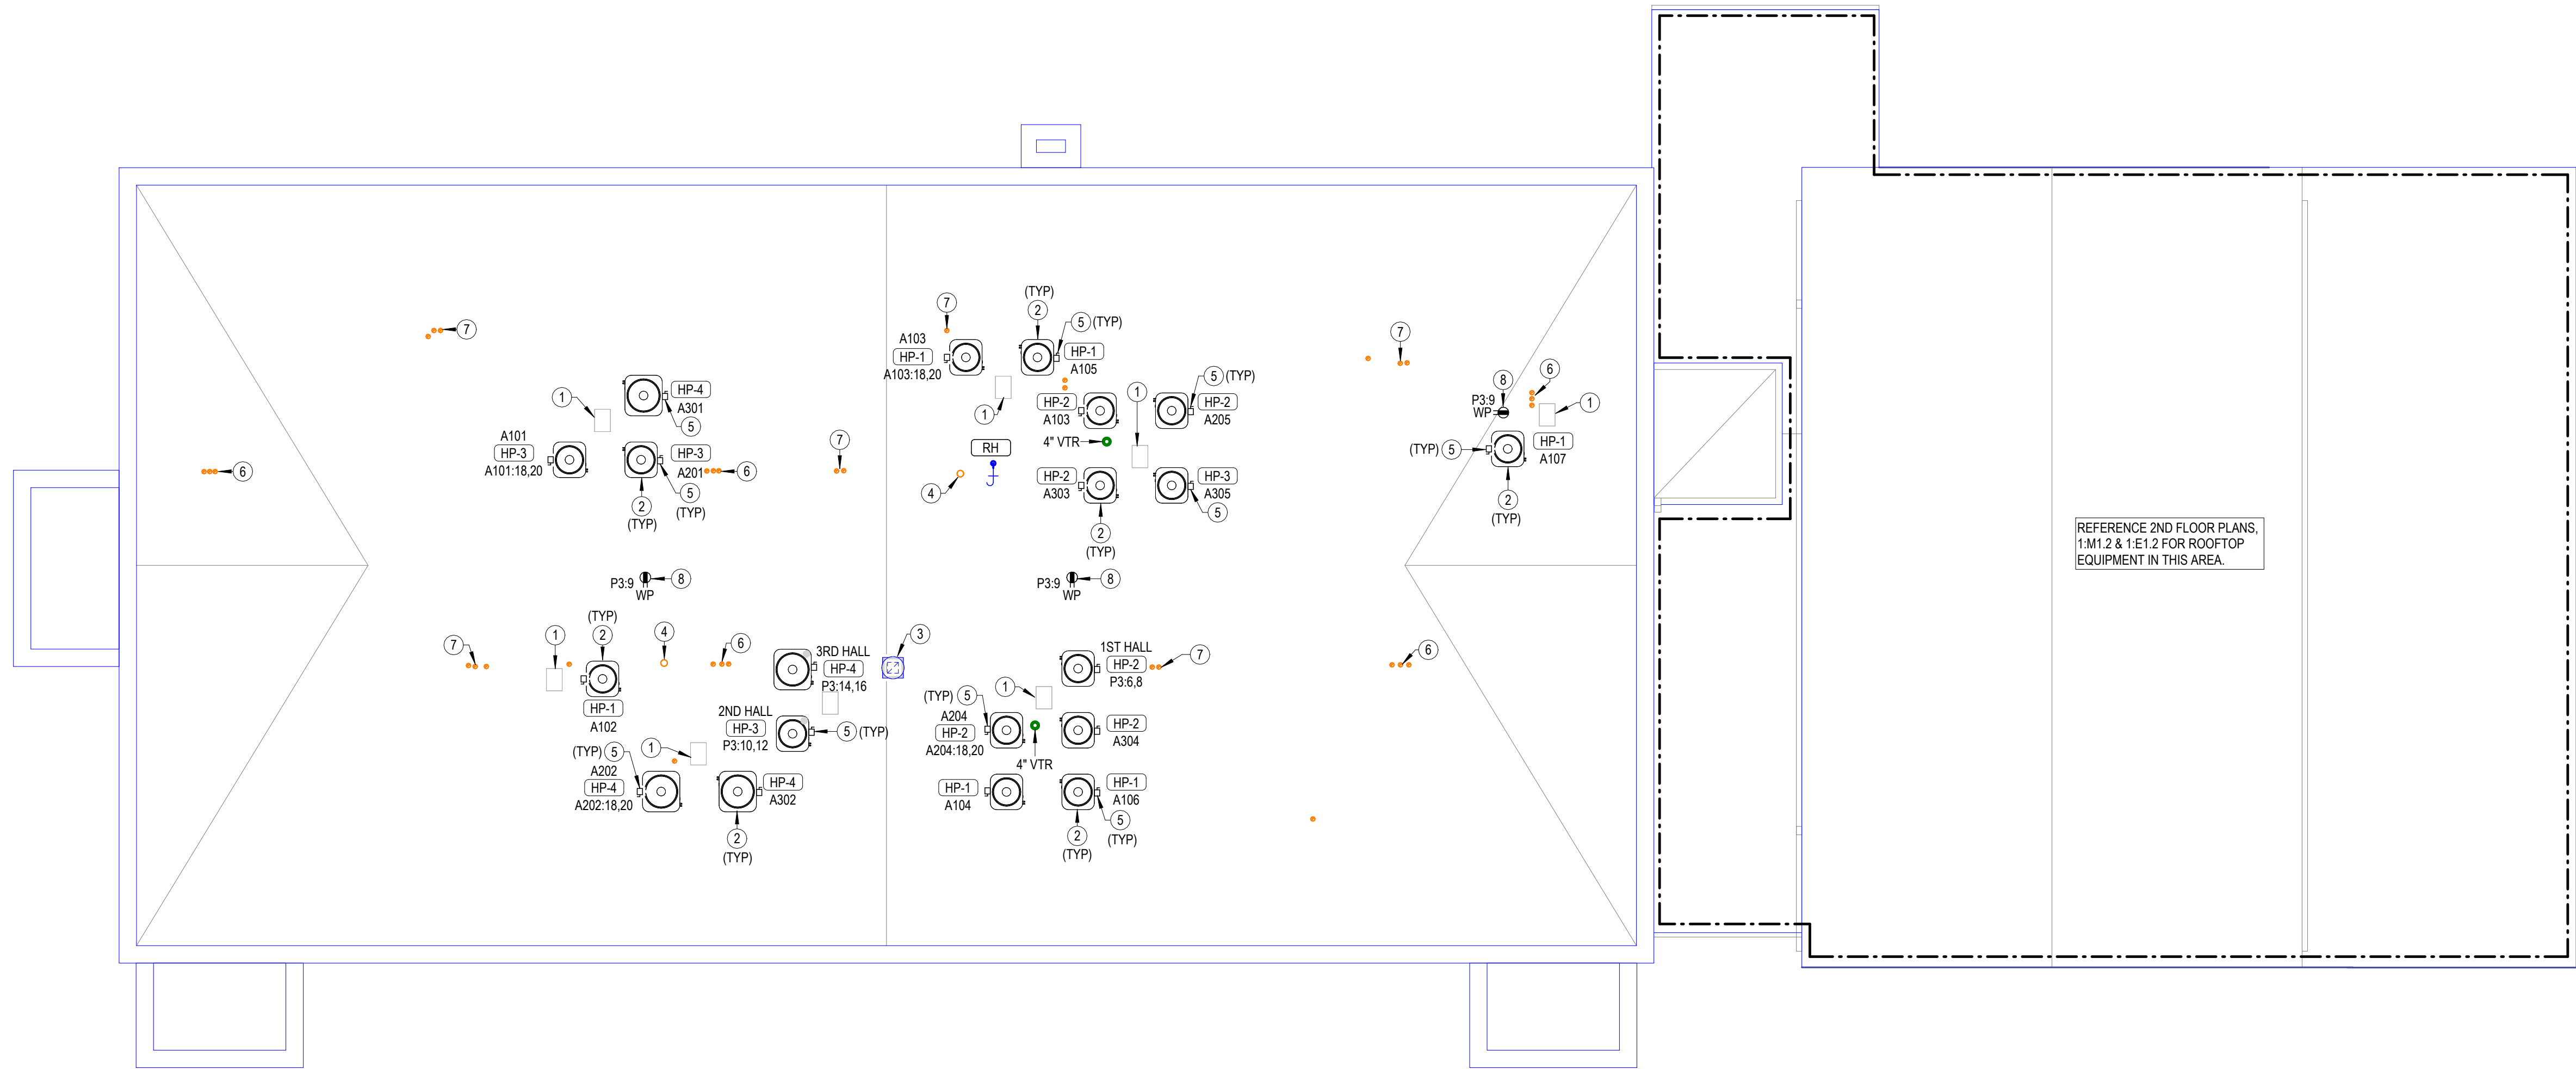 (TYP)
2
7
5 (TYP)
A103
HP-1
A103:18,20
HP-1
A105
1
7
7
6
8
P3:9
WP
1
HP-1
A107
(TYP) 5
2
(TYP)
1
HP-4
A301
5
A101
HP-3
A101:18,20
HP-3
A201
5
(TYP)
2
(TYP)
6
6
7
5 (TYP)
1
HP-2
A103
HP-2
A205
4" VTR
RH
4
HP-2
A303
HP-3
A305
5
2
(TYP)
REFERENCE 2ND FLOOR PLANS,
1:M1.2 & 1:E1.2 FOR ROOFTOP
EQUIPMENT IN THIS AREA.
P3:9
WP
8
P3:9
WP
8
7
1
(TYP)
2
HP-1
A102
4
6
3RD HALL
HP-4
P3:14,16
3
2ND HALL
HP-3
P3:10,12
5 (TYP)
1
(TYP) 5
A202
HP-4
A202:18,20
HP-4
A302
2
(TYP)
1ST HALL
HP-2
P3:6,8
7
6
1
(TYP) 5
A204
HP-2
A204:18,20
4" VTR
HP-2
A304
HP-1
A104
HP-1
A106
5
(TYP)
2
(TYP)